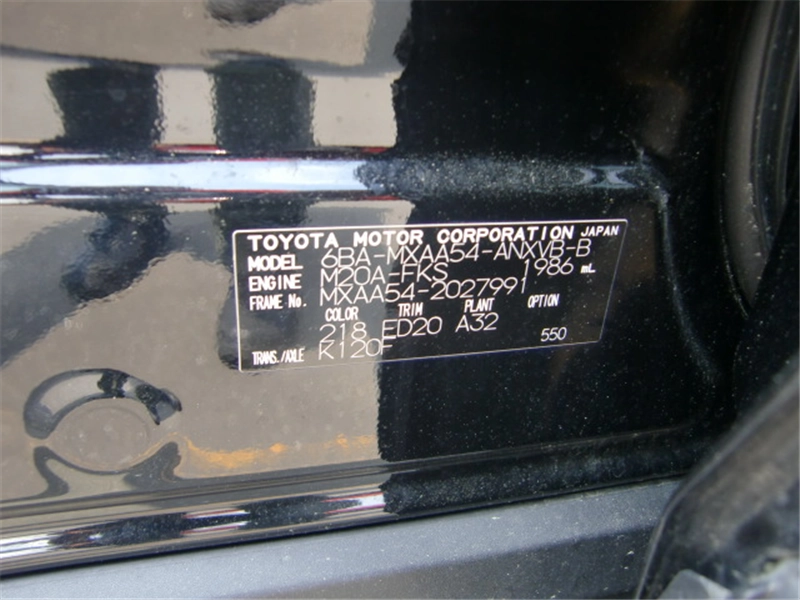 TOYOTA MOTOR CORPORATION JAPAN
MODEL 6BA-MXAA54-ANXVB-B
ENGINE M20A-FKS 1986 mL
FRAME No. MXAA54-2027991
COLOR TRIM PLANT OPTION
218 ED20 A32 550
TRANS./AXLE K120F